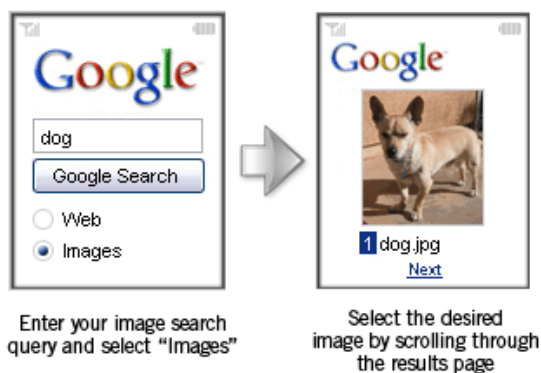 Google
dog
Google Search
Web
Images
Enter your image search
query and select “Images”
Google
1 dog.jpg
Next
Select the desired
image by scrolling through
the results page